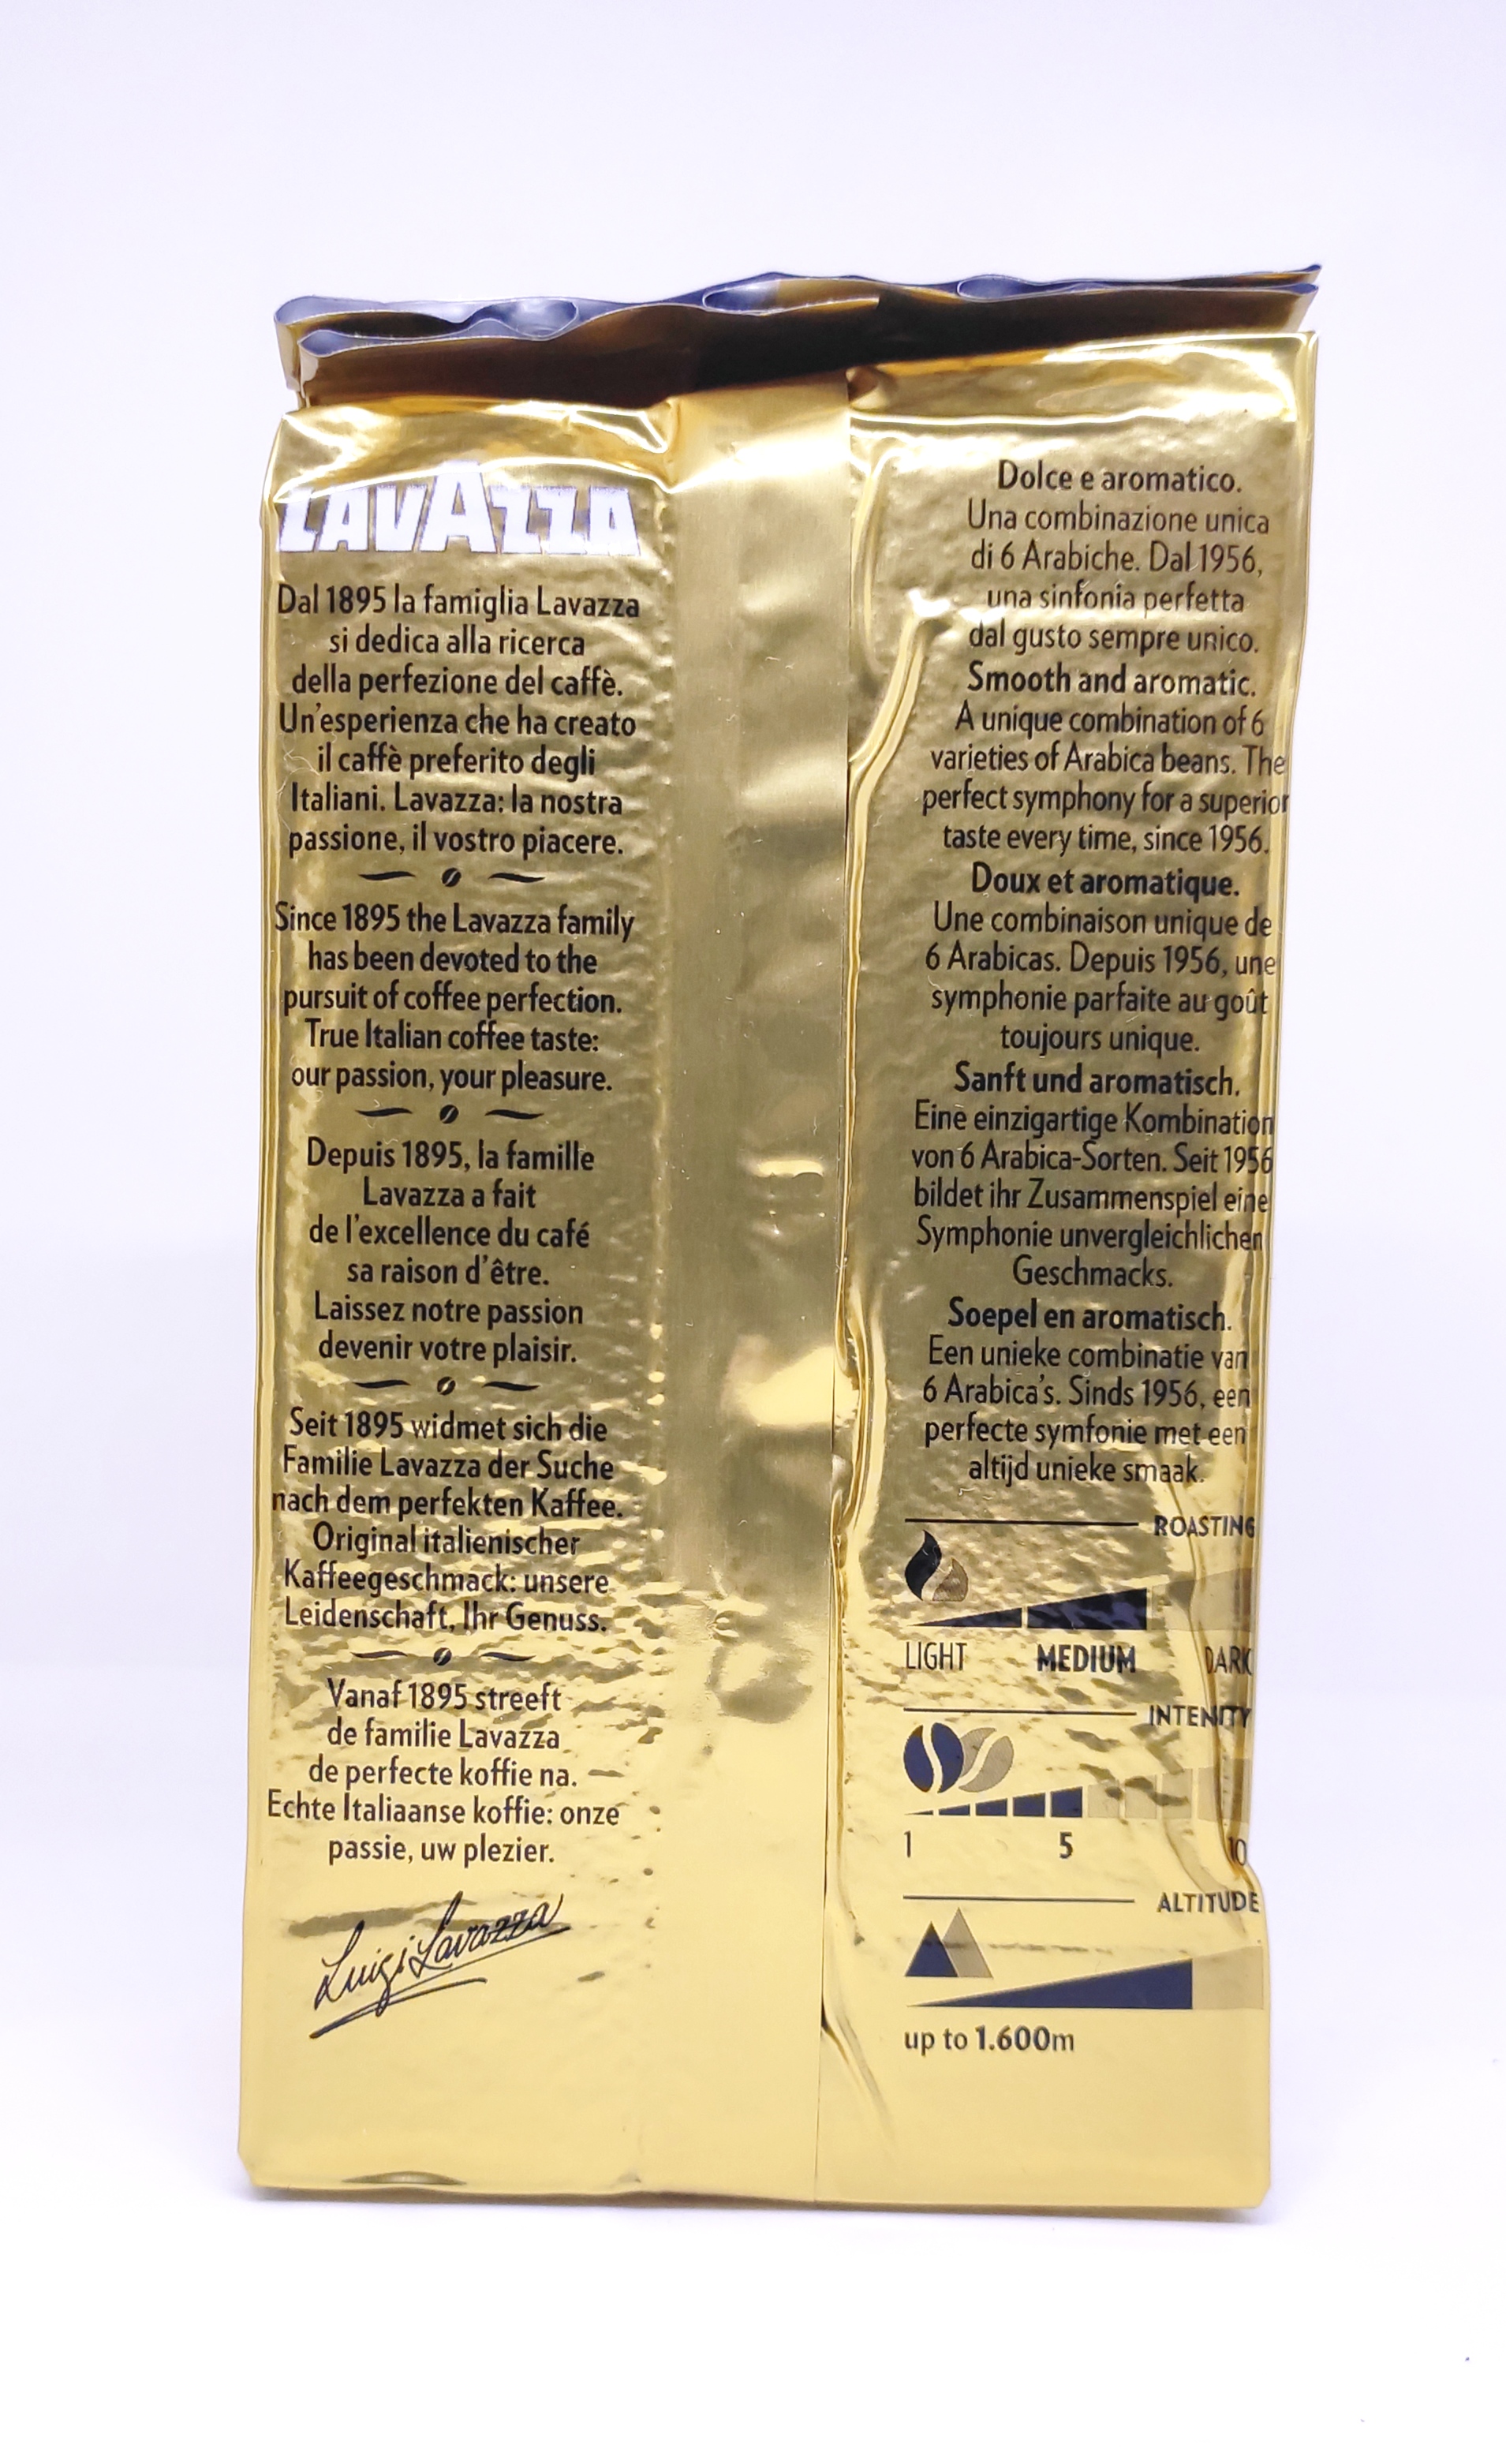 LAVAZZA
Dal 1895 la famiglia Lavazza
si dedica alla ricerca
della perfezione del caffè.
Un'esperienza che ha creato
il caffè preferito degli
Italiani. Lavazza: la nostra
passione, il vostro piacere.
Since 1895 the Lavazza family
has been devoted to the
pursuit of coffee perfection.
True Italian coffee taste:
our passion, your pleasure.
Depuis 1895, la famille
Lavazza a fait
de l'excellence du café
sa raison d'être.
Laissez notre passion
devenir votre plaisir.
Seit 1895 widmet sich die
Familie Lavazza der Suche
nach dem perfekten Kaffee.
Original italienischer
Kaffeegeschmack: unsere
Leidenschaft, Ihr Genuss.
Vanaf 1895 streeft
de familie Lavazza
de perfecte koffie na.
Echte Italiaanse koffie: onze
passie, uw plezier.
Luigi Lavazza
Dolce e aromatico.
Una combinazione unica
di 6 Arabiche. Dal 1956,
una sinfonia perfetta
dal gusto sempre unico.
Smooth and aromatic.
A unique combination of 6
varieties of Arabica beans. The
perfect symphony for a superior
taste every time, since 1956.
Doux et aromatique.
Une combinaison unique de
6 Arabicas. Depuis 1956, une
symphonie parfaite au goût
toujours unique.
Sanft und aromatisch.
Eine einzigartige Kombination
von 6 Arabica-Sorten. Seit 1956
bildet ihr Zusammenspiel eine
Symphonie unvergleichlichen
Geschmacks.
Soepel en aromatisch.
Een unieke combinatie van
6 Arabica's. Sinds 1956, een
perfecte symfonie met een
altijd unieke smaak.
ROASTING
LIGHT MEDIUM DARK
INTENITY
1 5 10
ALTITUDE
up to 1.600m